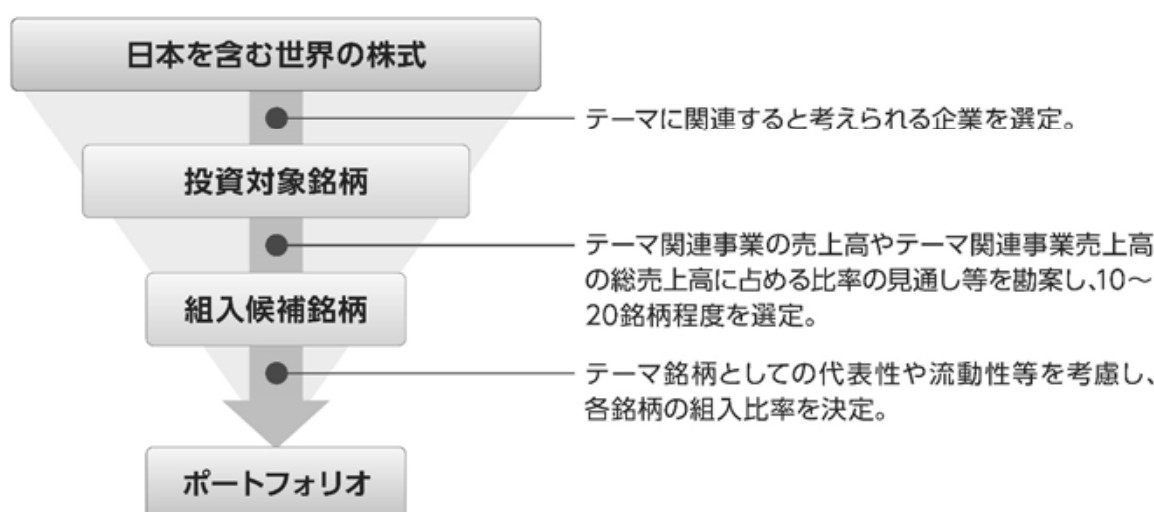 日本を含む世界の株式
テーマに関連すると考えられる企業を選定。
投資対象銘柄
テーマ関連事業の売上高やテーマ関連事業売上高
の総売上高に占める比率の見通し等を勘案し、10～
20銘柄程度を選定。
組入候補銘柄
テーマ銘柄としての代表性や流動性等を考慮し、
各銘柄の組入比率を決定。
ポートフォリオ